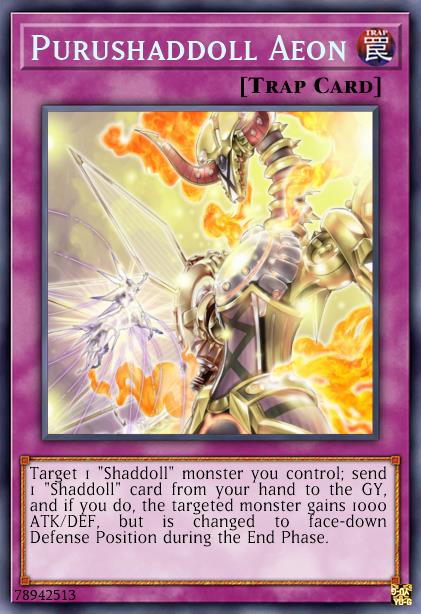 PURUSHADDOLL AEON
TRAP
罠
[TRAP CARD]
Target 1 "Shaddoll" monster you control; send
1 "Shaddoll" card from your hand to the GY,
and if you do, the targeted monster gains 1000
ATK/DEF, but is changed to face-down
Defense Position during the End Phase.
78942513